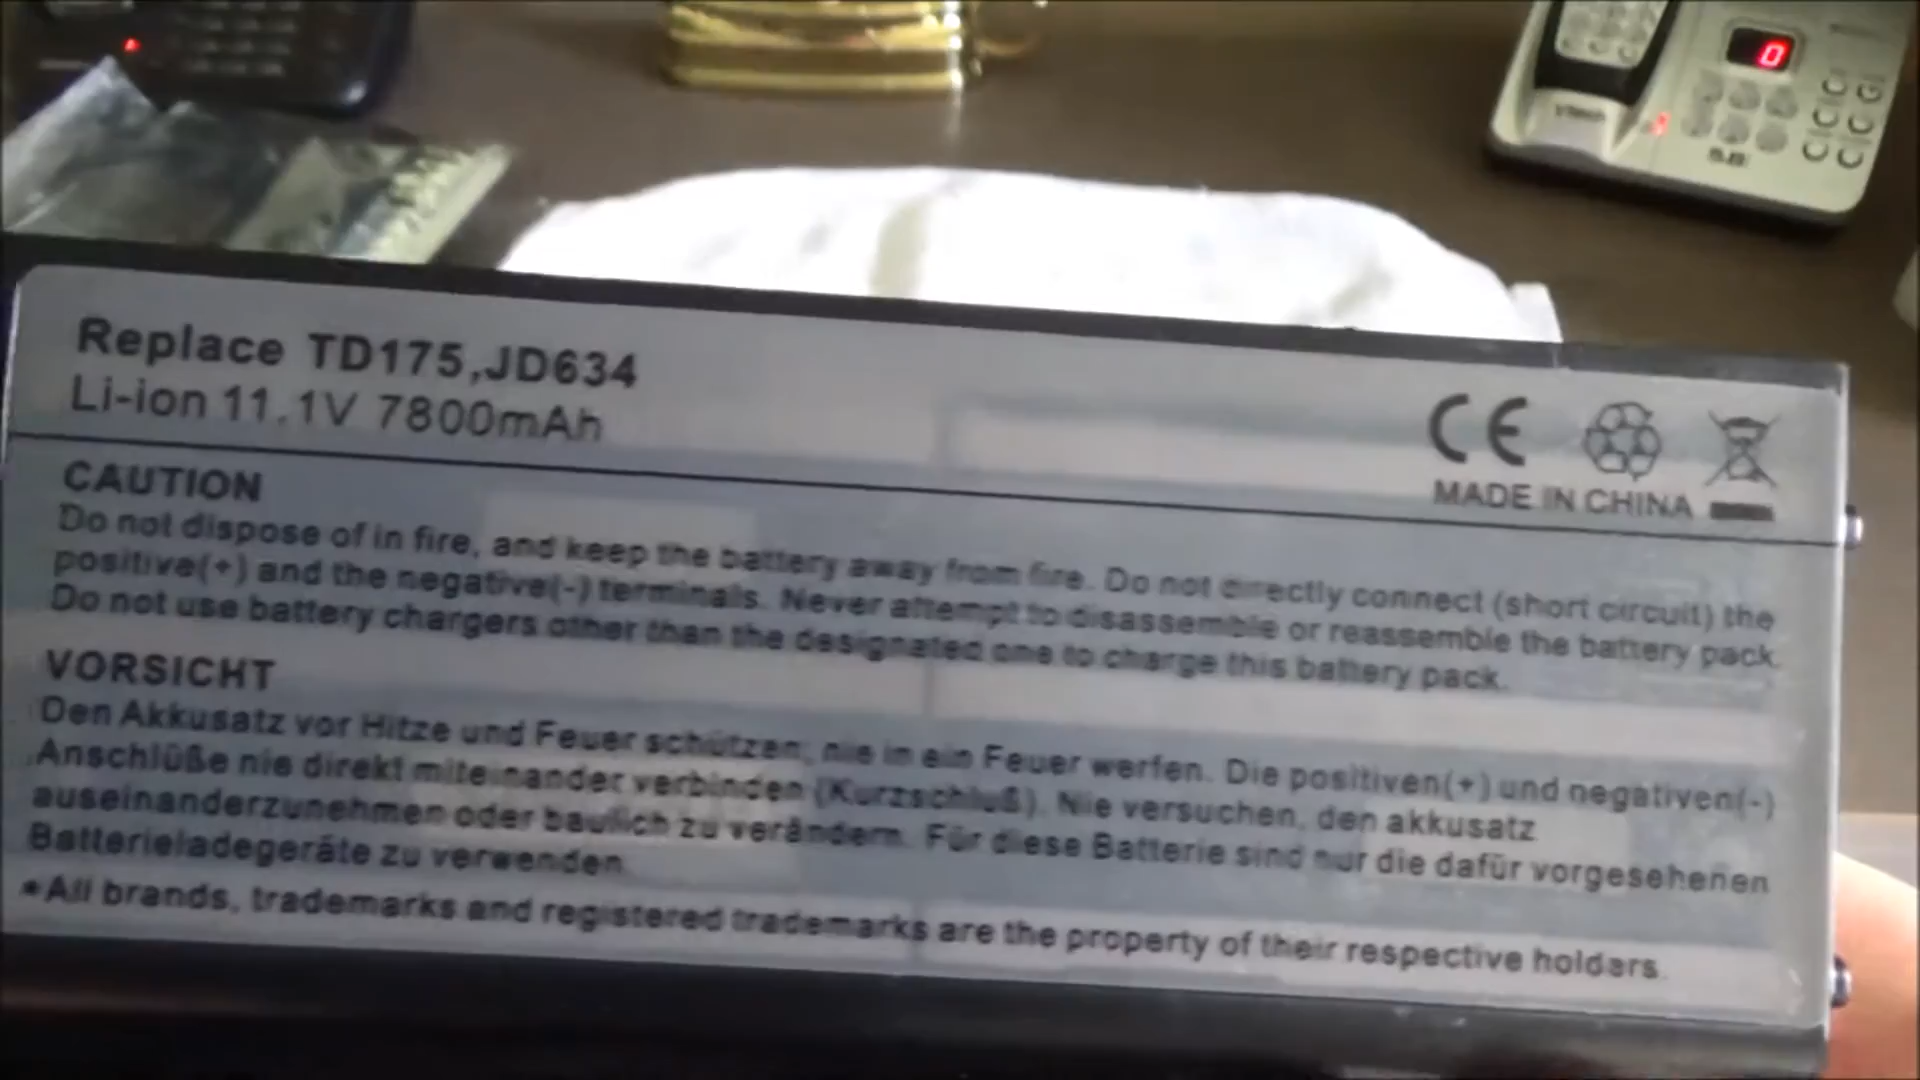 0
vtech
Replace TD175,JD634
Li-ion 11.1V 7800mAh
CE
MADE IN CHINA
CAUTION
Do not dispose of in fire, and keep the battery away from fire. Do not directly connect (short circuit) the
positive(+) and the negative(-) terminals. Never attempt to disassemble or reassemble the battery pack.
Do not use battery chargers other than the designated one to charge this battery pack.
VORSICHT
Den Akkusatz vor Hitze und Feuer schützen; nie in ein Feuer werfen. Die positiven(+) und negativen(-)
Anschlüße nie direkt miteinander verbinden (Kurzschluß). Nie versuchen, den akkusatz
auseinanderzunehmen oder baulich zu verändern. Für diese Batterie sind nur die dafür vorgesehenen
Batterieladegeräte zu verwenden
*All brands, trademarks and registered trademarks are the property of their respective holders.